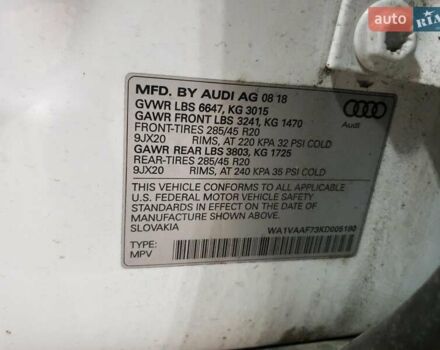 auto
RIA
MFD. BY AUDI AG 08 18
GVWR LBS 6647, KG 3015
GAWR FRONT LBS 3241, KG 1470
FRONT-TIRES 285/45 R20
9JX20 RIMS, AT 220 KPA 32 PSI COLD
GAWR REAR LBS 3803, KG 1725
REAR-TIRES 285/45 R20
9JX20 RIMS, AT 240 KPA 35 PSI COLD
Audi
THIS VEHICLE CONFORMS TO ALL APPLICABLE
U.S. FEDERAL MOTOR VEHICLE SAFETY
STANDARDS IN EFFECT ON THE DATE OF
MANUFACTURE SHOWN ABOVE.
SLOVAKIA
WA1VAAF73KD005180
TYPE:
MPV